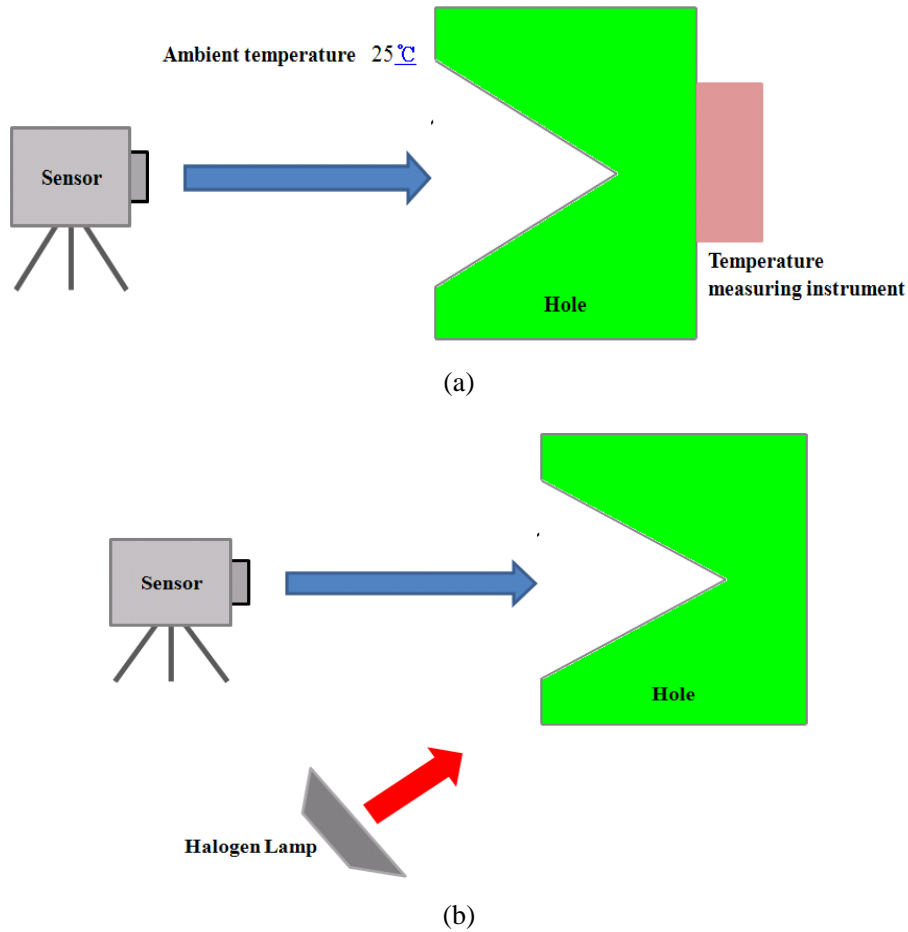 Ambient temperature 25℃
Sensor
Temperature
measuring instrument
Hole
(a)
Sensor
Hole
Halogen Lamp
(b)